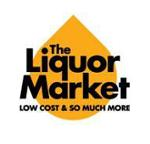 The
Liquor
Market
LOW COST & SO MUCH MORE